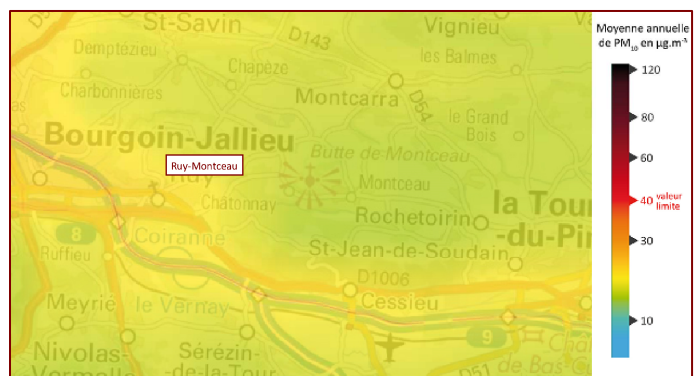 St-Savin
Vignieu
D143
Demptézieu
les Balmes
Chapèze
Charbonnières
Montcarra
D54
le Grand
Bois
Bourgoin-Jallieu
Butte de Montceau
Ruy-Montceau
Ruy
Montceau
Châtonnay
Rochetoirin
la Tour
-du-Pin
8
Coiranne
St-Jean-de-Soudain
Ruffieu
D1006
Meyrié
le Vernay
Cessieu
9
Nivolas-
Vermelle
Sérézin-
de-la-Tour
D51
de Bas
Moyenne annuelle
de PM10 en µg.m-3
120
80
60
40 valeur
limite
30
10